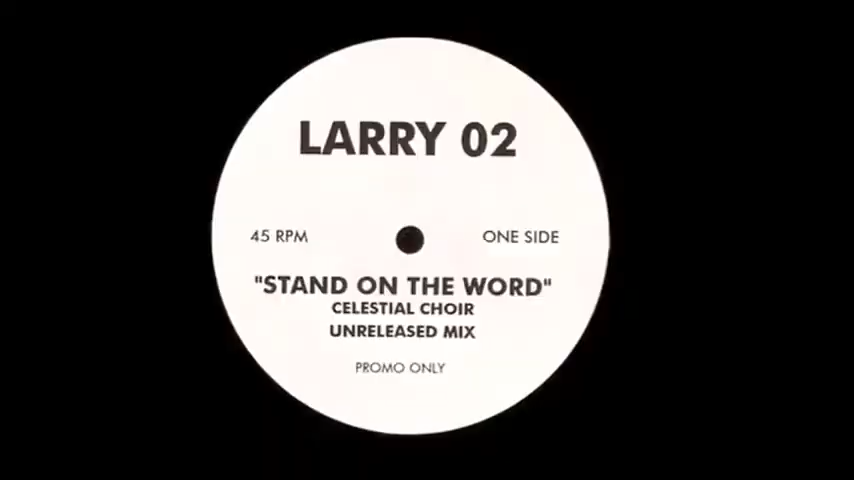 LARRY 02
45 RPM
ONE SIDE
"STAND ON THE WORD"
CELESTIAL CHOIR
UNRELEASED MIX
PROMO ONLY